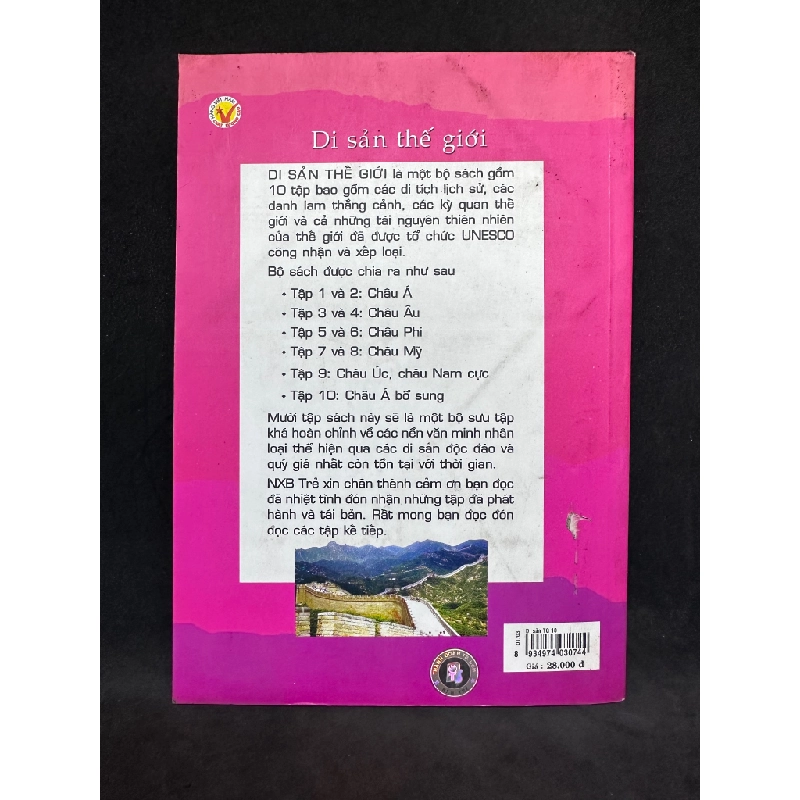 Di sản thế giới
DI SẢN THẾ GIỚI là một bộ sách gồm
10 tập bao gồm các di tích lịch sử, các
danh lam thắng cảnh, các kỳ quan thế
giới và cả những tài nguyên thiên nhiên
của thế giới đã được tổ chức UNESCO
công nhận và xếp loại.
Bộ sách được chia ra như sau
• Tập 1 và 2: Châu Á
• Tập 3 và 4: Châu Âu
• Tập 5 và 6: Châu Phi
• Tập 7 và 8: Châu Mỹ
• Tập 9: Châu Úc, châu Nam cực
• Tập 10: Châu Á bổ sung
Mười tập sách này sẽ là một bộ sưu tập
khá hoàn chỉnh về các nền văn minh nhân
loại thể hiện qua các di sản độc đáo và
quý giá nhất còn tồn tại với thời gian.
NXB Trẻ xin chân thành cảm ơn bạn đọc
đã nhiệt tình đón nhận những tập đã phát
hành và tái bản. Rất mong bạn đọc đón
đọc các tập kế tiếp.
8 934974 030744
Giá : 28.000 đ